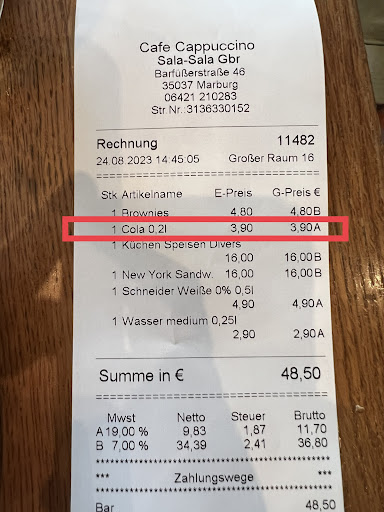 Cafe Cappuccino
Sala-Sala Gbr
Barfüßerstraße 46
35037 Marburg
06421 210283
Str Nr.:3136330152
Rechnung 11482
24.08.2023 14:45:05 Großer Raum 16
Stk Artikelname E-Preis G-Preis €
1 Brownies 4,80 4,80B
1 Cola 0,2l 3,90 3,90A
1 Kuchen Speisen Divers
16,00 16,00B
1 New York Sandw. 16,00 16,00B
1 Schneider Weiße 0% 0,5l
4,90 4,90A
1 Wasser medium 0,25l
2,90 2,90A
Summe in € 48,50
Mwst Netto Steuer Brutto
A 19,00 % 9,83 1,87 11,70
B 7,00 % 34,39 2,41 36,80
*** Zahlungswege ***
Bar 48,50